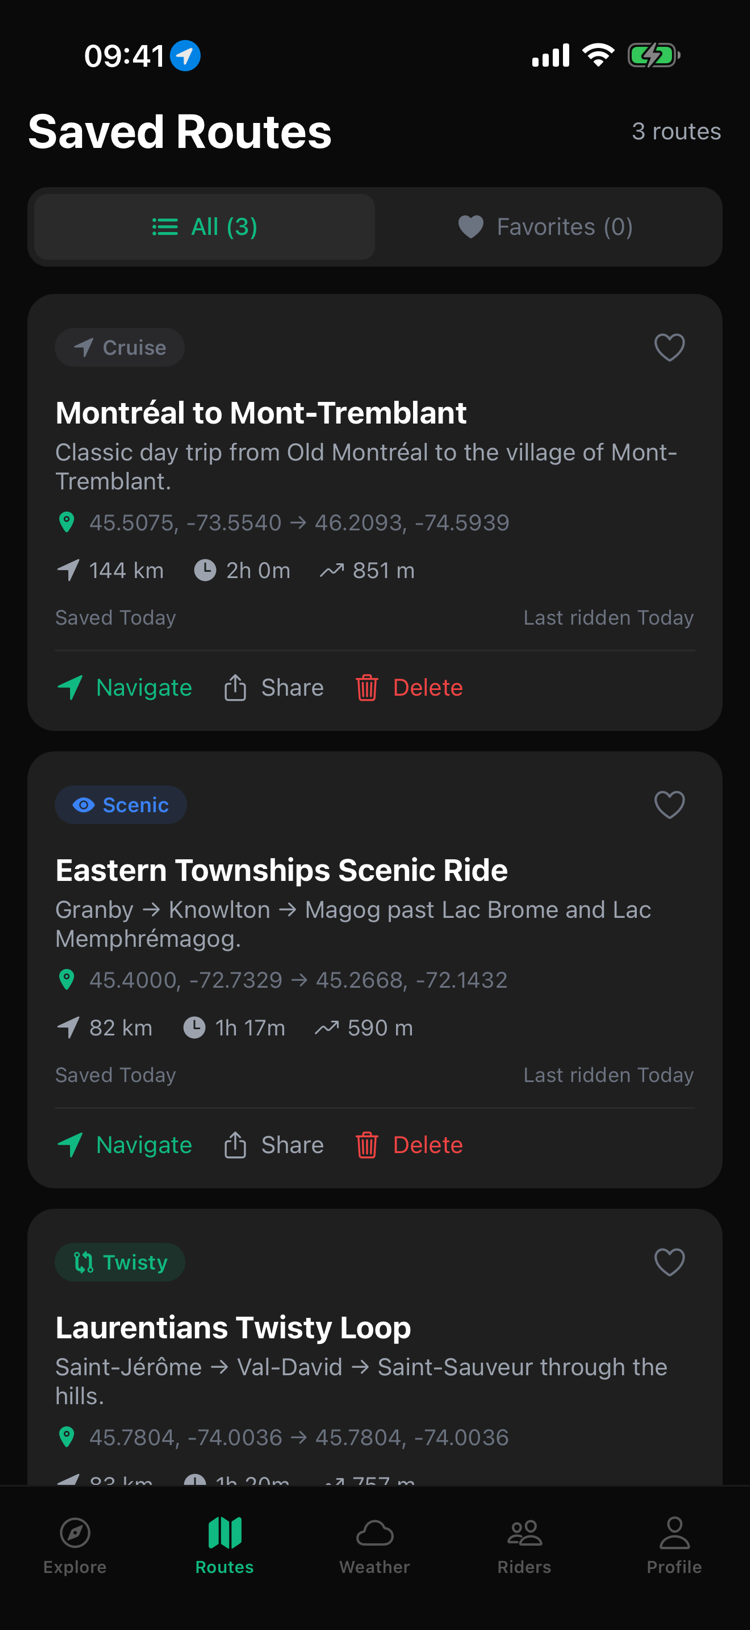 09:41
Saved Routes
3 routes
All (3)
Favorites (0)
Cruise
Montréal to Mont-Tremblant
Classic day trip from Old Montréal to the village of Mont-
Tremblant.
45.5075, -73.5540 → 46.2093, -74.5939
144 km 2h 0m 851 m
Saved Today Last ridden Today
Navigate Share Delete
Scenic
Eastern Townships Scenic Ride
Granby → Knowlton → Magog past Lac Brome and Lac
Memphrémagog.
45.4000, -72.7329 → 45.2668, -72.1432
82 km 1h 17m 590 m
Saved Today Last ridden Today
Navigate Share Delete
Twisty
Laurentians Twisty Loop
Saint-Jérôme → Val-David → Saint-Sauveur through the
hills.
45.7804, -74.0036 → 45.7804, -74.0036
83 km 1h 20m 757 m
Explore Routes Weather Riders Profile